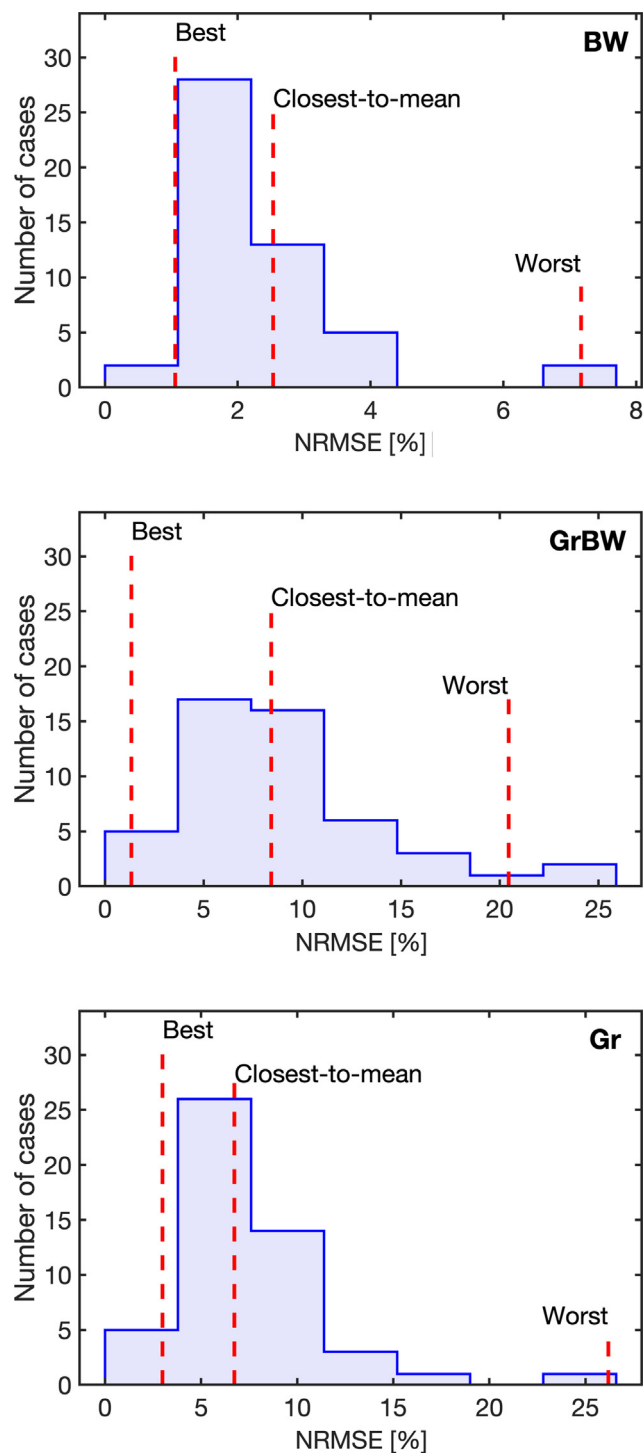 Best
BW
Closest-to-mean
Worst
Number of cases
30
25
20
15
10
5
0
0 2 4 6 8
NRMSE [%]
Best
GrBW
Closest-to-mean
Worst
Number of cases
30
25
20
15
10
5
0
0 5 10 15 20 25
NRMSE [%]
Best
Gr
Closest-to-mean
Worst
Number of cases
30
25
20
15
10
5
0
0 5 10 15 20 25
NRMSE [%]